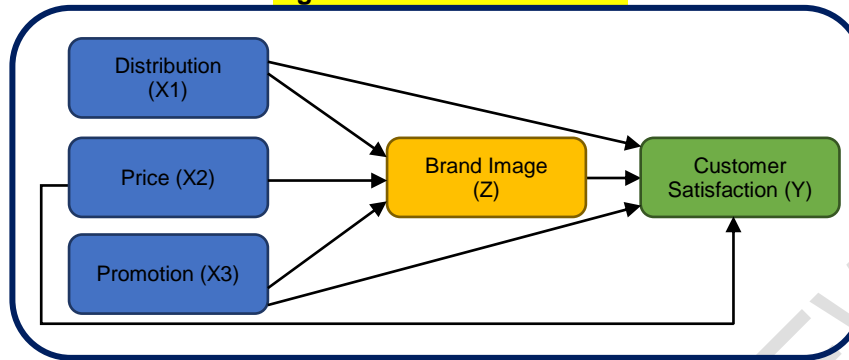 Distribution
(X1)
Price (X2)
Promotion (X3)
Brand Image
(Z)
Customer
Satisfaction (Y)